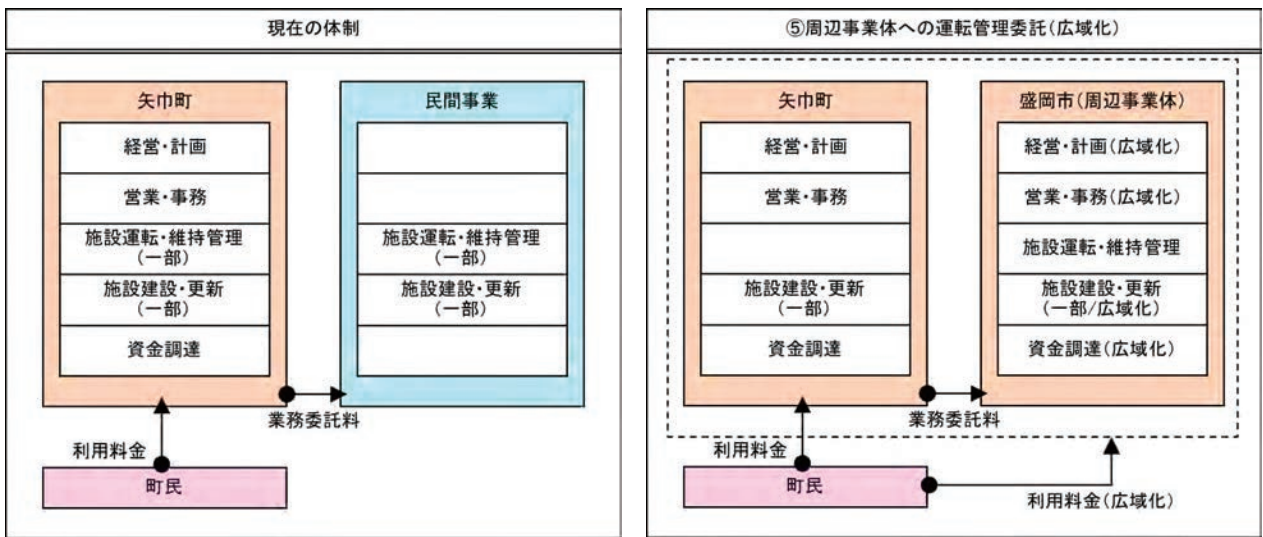 現在の体制
矢巾町
経営・計画
営業・事務
施設運転・維持管理
(一部)
施設建設・更新
(一部)
資金調達
民間事業
施設運転・維持管理
(一部)
施設建設・更新
(一部)
業務委託料
利用料金
町民
⑤周辺事業体への運転管理委託(広域化)
矢巾町
経営・計画
営業・事務
施設建設・更新
(一部)
資金調達
盛岡市(周辺事業体)
経営・計画(広域化)
営業・事務(広域化)
施設運転・維持管理
施設建設・更新
(一部/広域化)
資金調達(広域化)
業務委託料
利用料金
町民
利用料金(広域化)